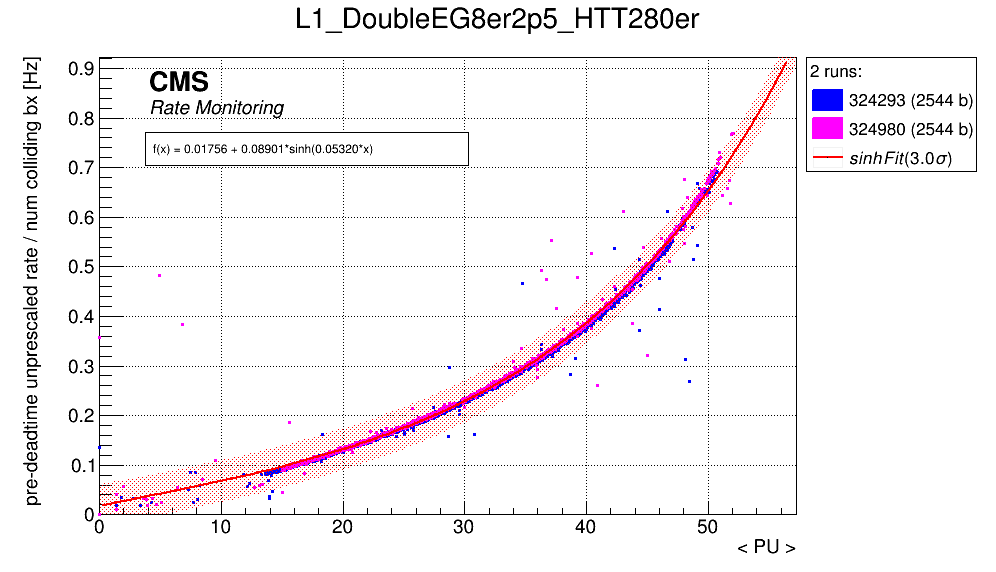 L1_DoubleEG8er2p5_HTT280er
pre-deadtime unprescaled rate / num colliding bx [Hz]
CMS
Rate Monitoring
f(x) = 0.01756 + 0.08901*sinh(0.05320*x)
0.9
0.8
0.7
0.6
0.5
0.4
0.3
0.2
0.1
0
0
10
20
30
40
50
< PU >
2 runs:
324293 (2544 b)
324980 (2544 b)
sinhFit(3.0σ)